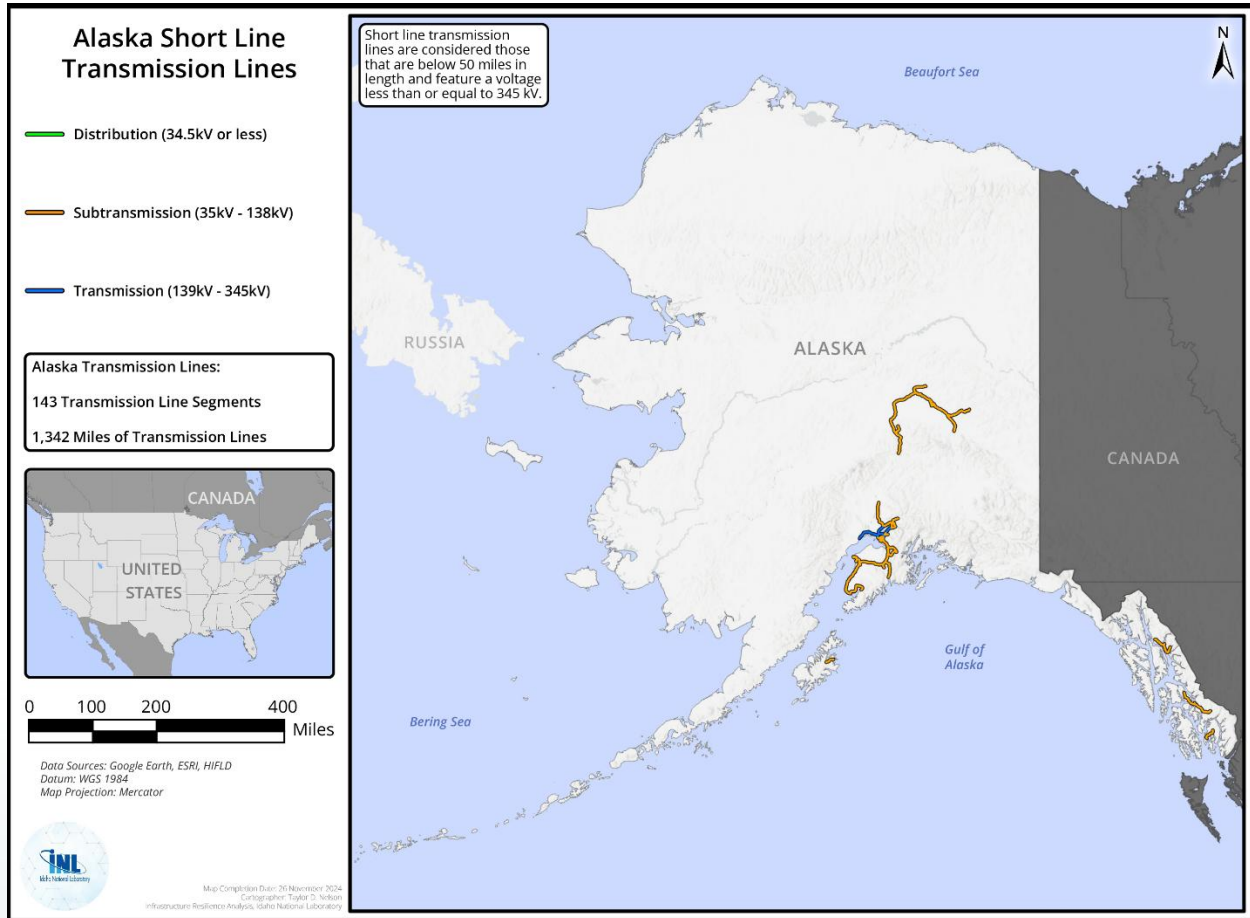 Alaska Short Line
Transmission Lines
Distribution (34.5kV or less)
Subtransmission (35kV - 138kV)
Transmission (139kV - 345kV)
Alaska Transmission Lines:
143 Transmission Line Segments
1,342 Miles of Transmission Lines
CANADA
UNITED
STATES
0 100 200 400
Miles
Data Sources: Google Earth, ESRI, HIFLD
Datum: WGS 1984
Map Projection: Mercator
INL
Idaho National Laboratory
Map Completion Date: 26 November 2024
Cartographer: Taylor D. Nelson
Infrastructure Resilience Analysis, Idaho National Laboratory
Short line transmission
lines are considered those
that are below 50 miles in
length and feature a voltage
less than or equal to 345 kV.
N
Beaufort Sea
RUSSIA
ALASKA
CANADA
Gulf of
Alaska
Bering Sea